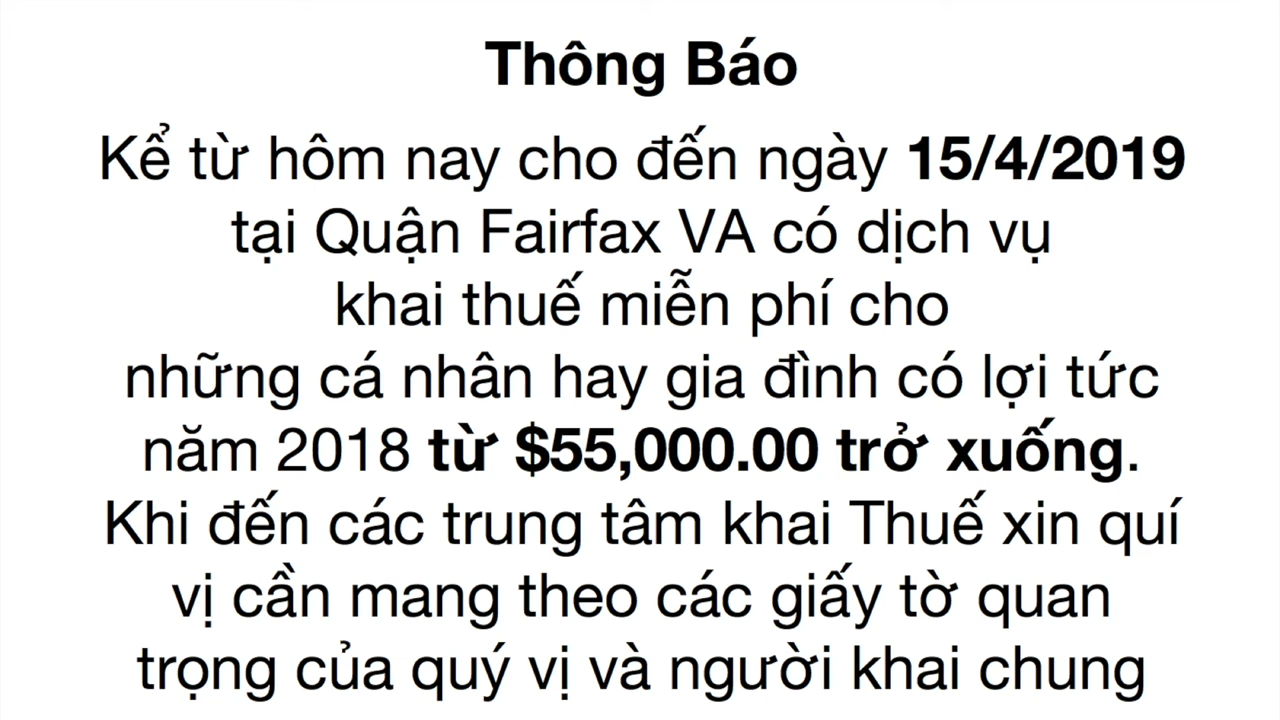 Thông Báo
Kể từ hôm nay cho đến ngày 15/4/2019
tại Quận Fairfax VA có dịch vụ
khai thuế miễn phí cho
những cá nhân hay gia đình có lợi tức
năm 2018 từ $55,000.00 trở xuống.
Khi đến các trung tâm khai Thuế xin quí
vị cần mang theo các giấy tờ quan
trọng của quý vị và người khai chung